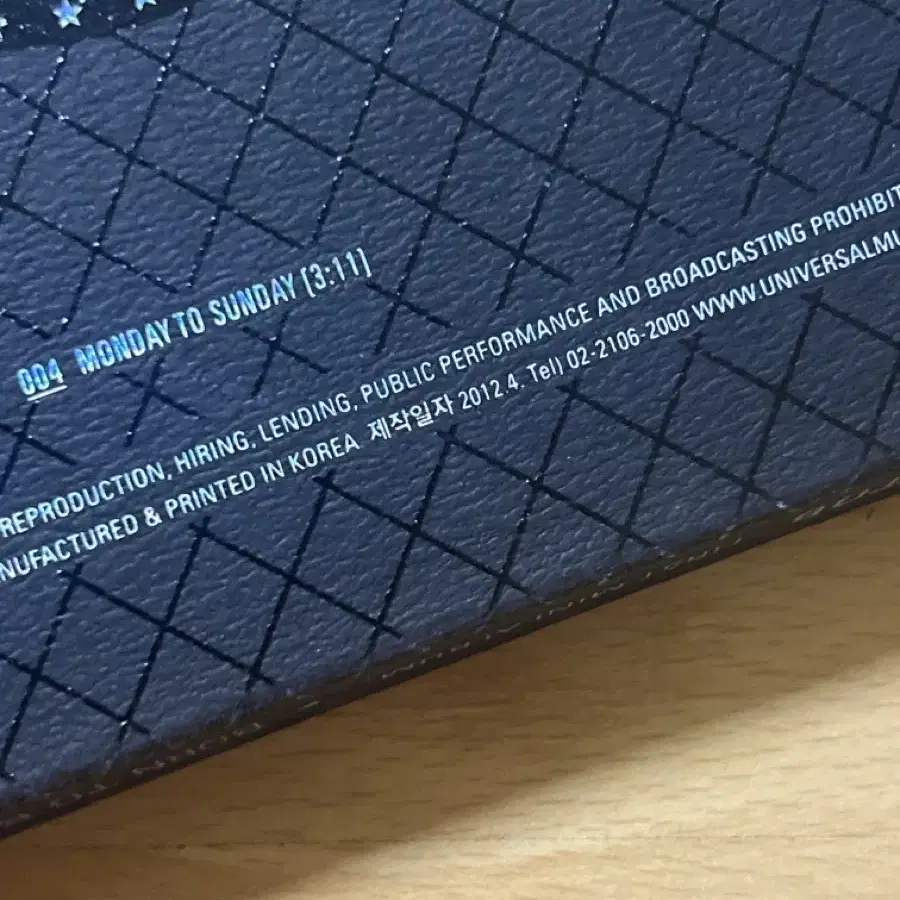 004 MONDAY TO SUNDAY [3:11]
REPRODUCTION, HIRING, LENDING, PUBLIC PERFORMANCE AND BROADCASTING PROHIBIT
NUFACTURED & PRINTED IN KOREA 제작일자 2012.4. Tel) 02-2106-2000 WWW.UNIVERSALMU